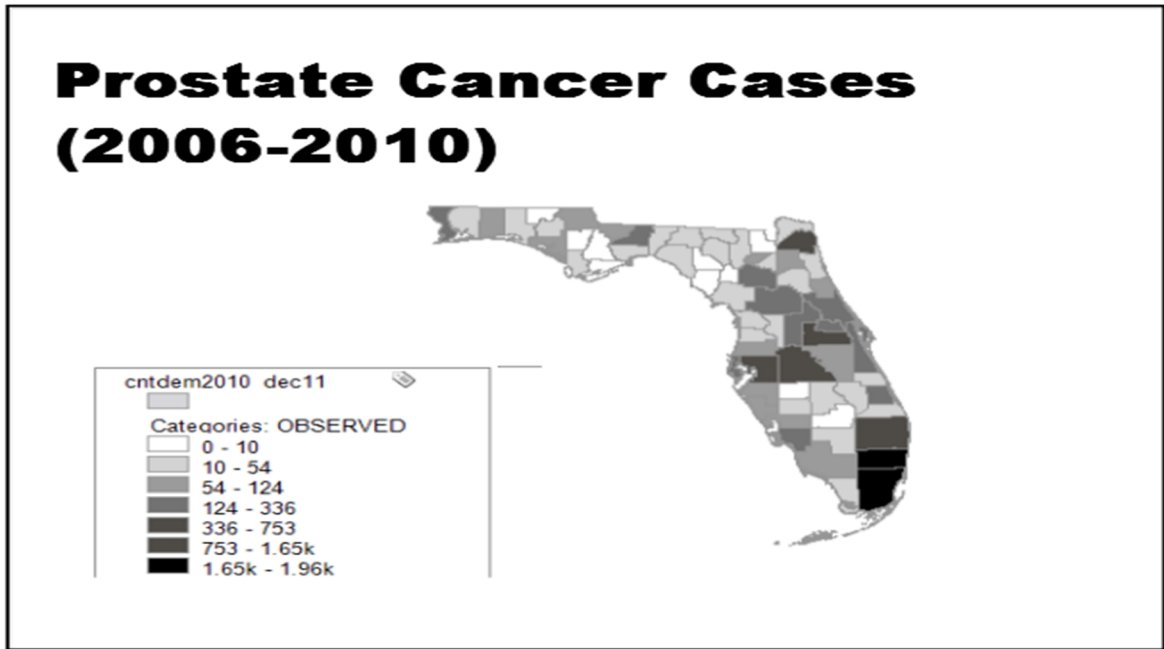 Prostate Cancer Cases
(2006-2010)
cntdem2010 dec11
Categories: OBSERVED
0 - 10
10 - 54
54 - 124
124 - 336
336 - 753
753 - 1.65k
1.65k - 1.96k